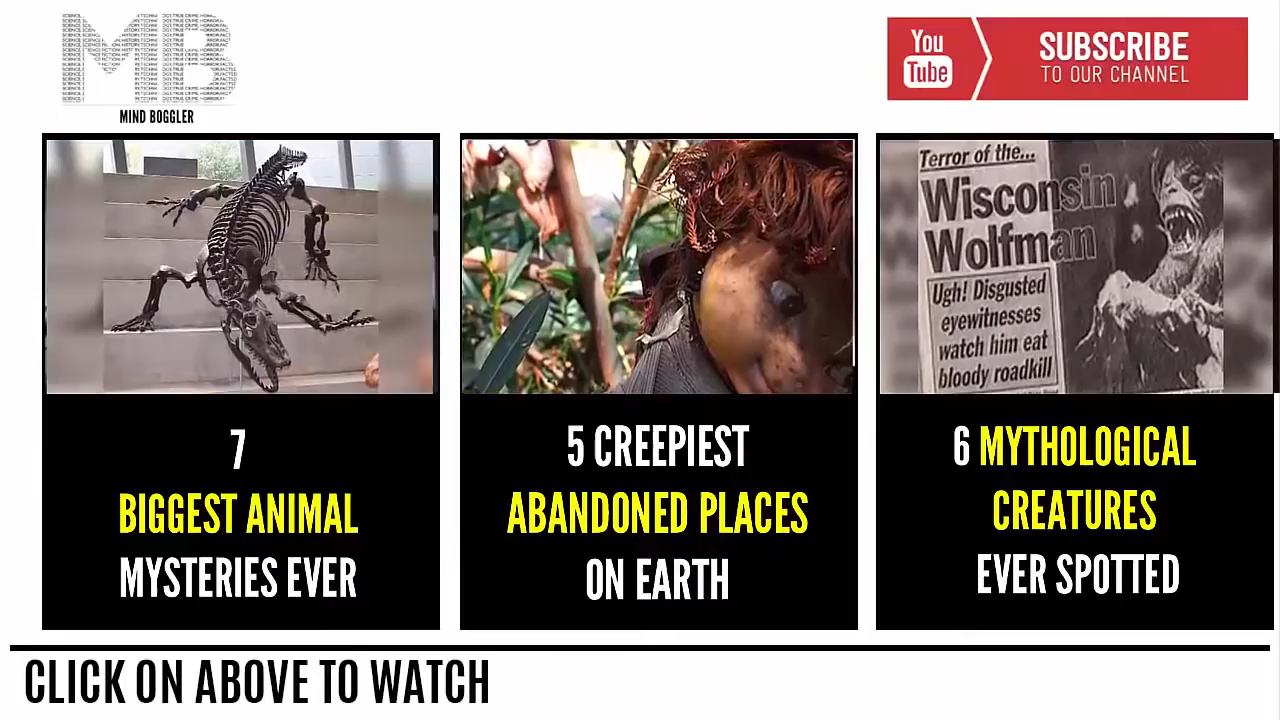 MB
MIND BOGGLER
You
Tube
SUBSCRIBE
TO OUR CHANNEL
Terror of the...
Wisconsin
Wolfman
Ugh! Disgusted
eyewitnesses
watch him eat
bloody roadkill
7
BIGGEST ANIMAL
MYSTERIES EVER
5 CREEPIEST
ABANDONED PLACES
ON EARTH
6 MYTHOLOGICAL
CREATURES
EVER SPOTTED
CLICK ON ABOVE TO WATCH